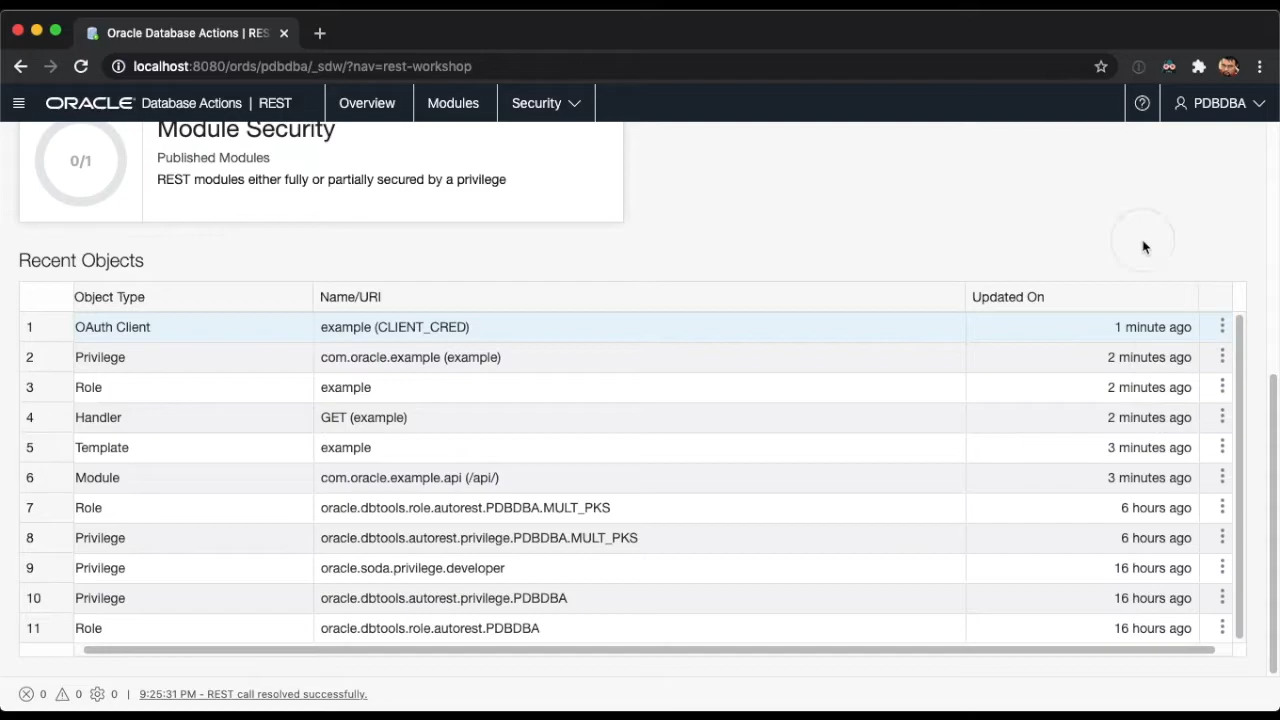 Oracle Database Actions | RES
localhost:8080/ords/pdbdba/_sdw/?nav=rest-workshop
ORACLE Database Actions | REST Overview Modules Security PDBDBA
Module Security
0/1
Published Modules
REST modules either fully or partially secured by a privilege
Recent Objects
Object Type Name/URI Updated On
1 OAuth Client example (CLIENT_CRED) 1 minute ago
2 Privilege com.oracle.example (example) 2 minutes ago
3 Role example 2 minutes ago
4 Handler GET (example) 2 minutes ago
5 Template example 3 minutes ago
6 Module com.oracle.example.api (/api/) 3 minutes ago
7 Role oracle.dbtools.role.autorest.PDBDBA.MULT_PKS 6 hours ago
8 Privilege oracle.dbtools.autorest.privilege.PDBDBA.MULT_PKS 6 hours ago
9 Privilege oracle.soda.privilege.developer 16 hours ago
10 Privilege oracle.dbtools.autorest.privilege.PDBDBA 16 hours ago
11 Role oracle.dbtools.role.autorest.PDBDBA 16 hours ago
0 0 0 | 9:25:31 PM - REST call resolved successfully.